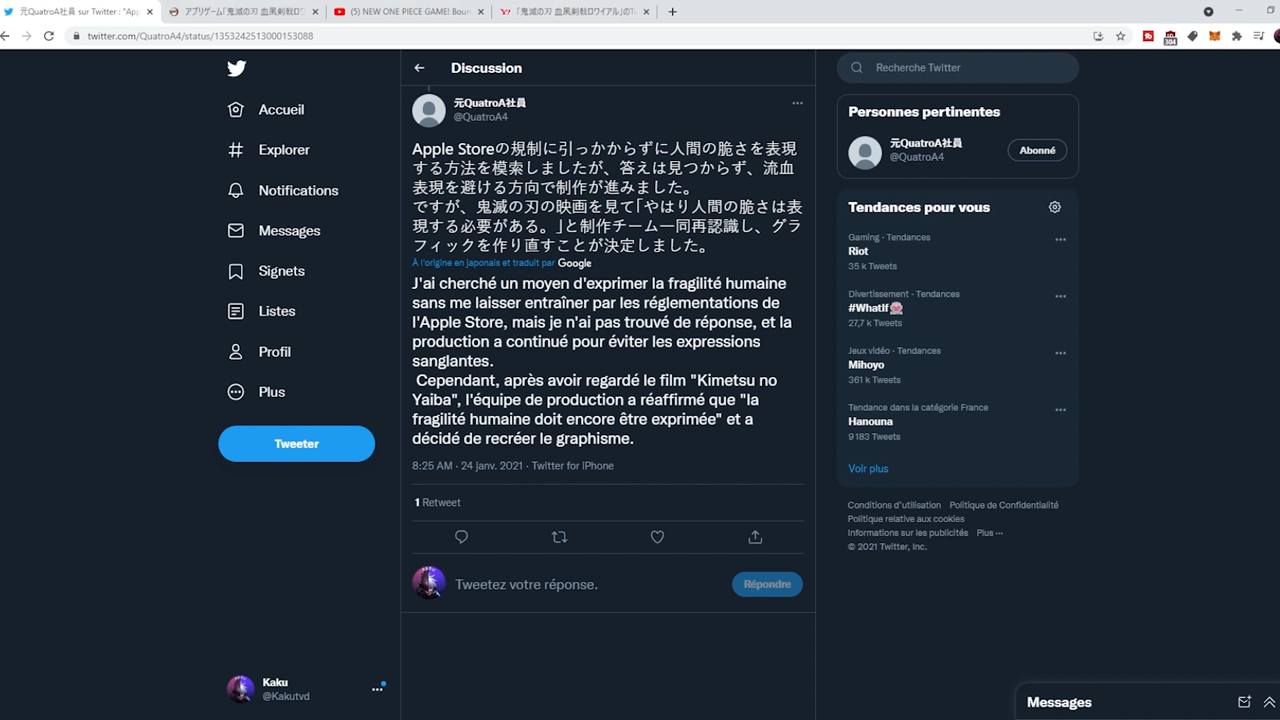 元QuatroA社員 sur Twitter : "Ap
アプリゲーム「鬼滅の刃 血風剣戟ロワイアル」
(5) NEW ONE PIECE GAME! Boun
「鬼滅の刃 血風剣戟ロワイアル」の
twitter.com/QuatroA4/status/1353242513000153088
104
Accueil
Explorer
Notifications
Messages
Signets
Listes
Profil
Plus
Tweeter
Kaku
@Kakutvd
Discussion
元QuatroA社員
@QuatroA4
Apple Storeの規制に引っかからずに人間の脆さを表現
する方法を模索しましたが、答えは見つからず、流血
表現を避ける方向で制作が進みました。
ですが、鬼滅の刃の映画を見て「やはり人間の脆さは表
現する必要がある。」と制作チーム一同再認識し、グラ
フィックを作り直すことが決定しました。
À l'origine en japonais et traduit par Google
J'ai cherché un moyen d'exprimer la fragilité humaine
sans me laisser entraîner par les réglementations de
l'Apple Store, mais je n'ai pas trouvé de réponse, et la
production a continué pour éviter les expressions
sanglantes.
Cependant, après avoir regardé le film "Kimetsu no
Yaiba", l'équipe de production a réaffirmé que "la
fragilité humaine doit encore être exprimée" et a
décidé de recréer le graphisme.
8:25 AM · 24 janv. 2021 · Twitter for iPhone
1 Retweet
Tweetez votre réponse.
Répondre
Recherche Twitter
Personnes pertinentes
元QuatroA社員
@QuatroA4
Abonné
Tendances pour vous
Gaming · Tendances
Riot
35 k Tweets
Divertissement · Tendances
#WhatIf
27,7 k Tweets
Jeux vidéo · Tendances
Mihoyo
361 k Tweets
Tendance dans la catégorie France
Hanouna
9 183 Tweets
Voir plus
Conditions d'utilisation Politique de Confidentialité
Politique relative aux cookies
Informations sur les publicités Plus ···
© 2021 Twitter, Inc.
Messages